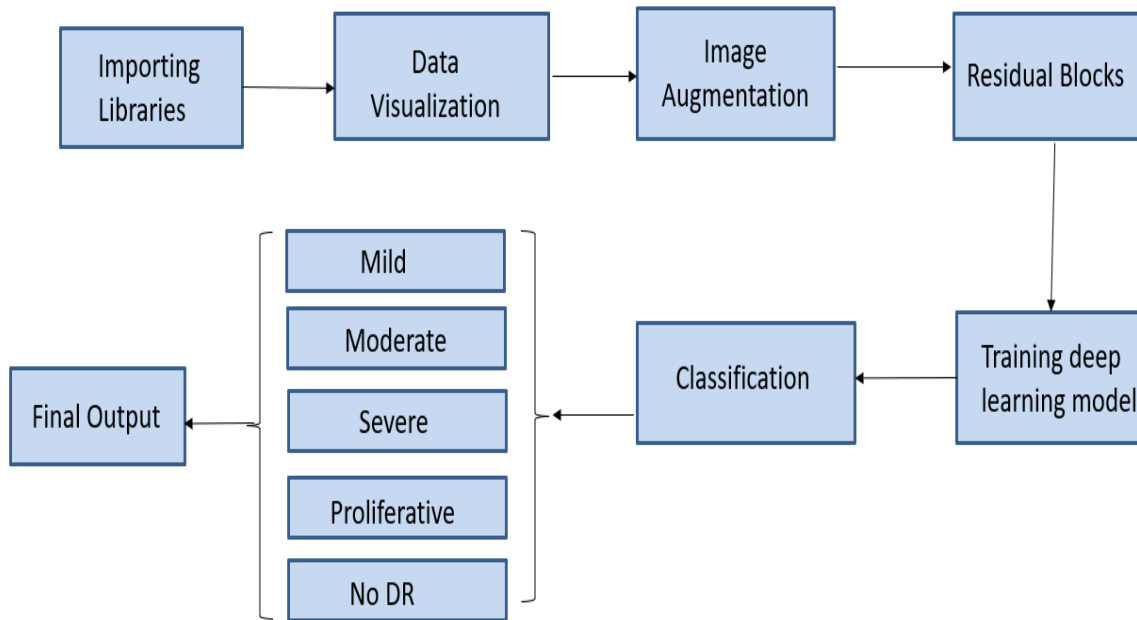 Importing
Libraries
Data
Visualization
Image
Augmentation
Residual Blocks
Training deep
learning model
Classification
Mild
Moderate
Severe
Proliferative
No DR
Final Output